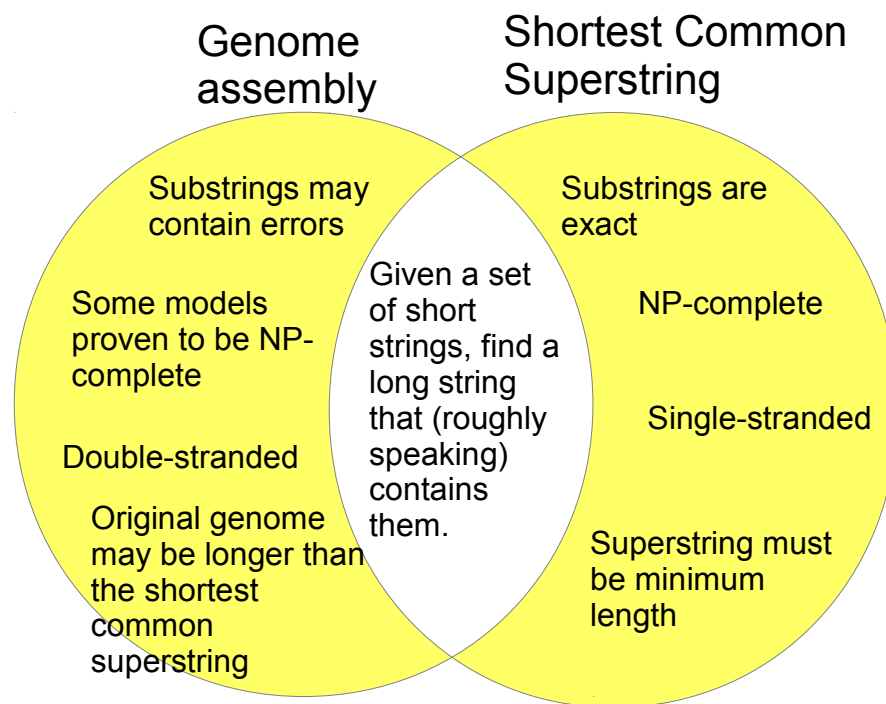 Genome
assembly
Shortest Common
Superstring
Substrings may
contain errors
Some models
proven to be NP-
complete
Double-stranded
Original genome
may be longer than
the shortest
common
superstring
Given a set
of short
strings, find a
long string
that (roughly
speaking)
contains
them.
Substrings are
exact
NP-complete
Single-stranded
Superstring must
be minimum
length